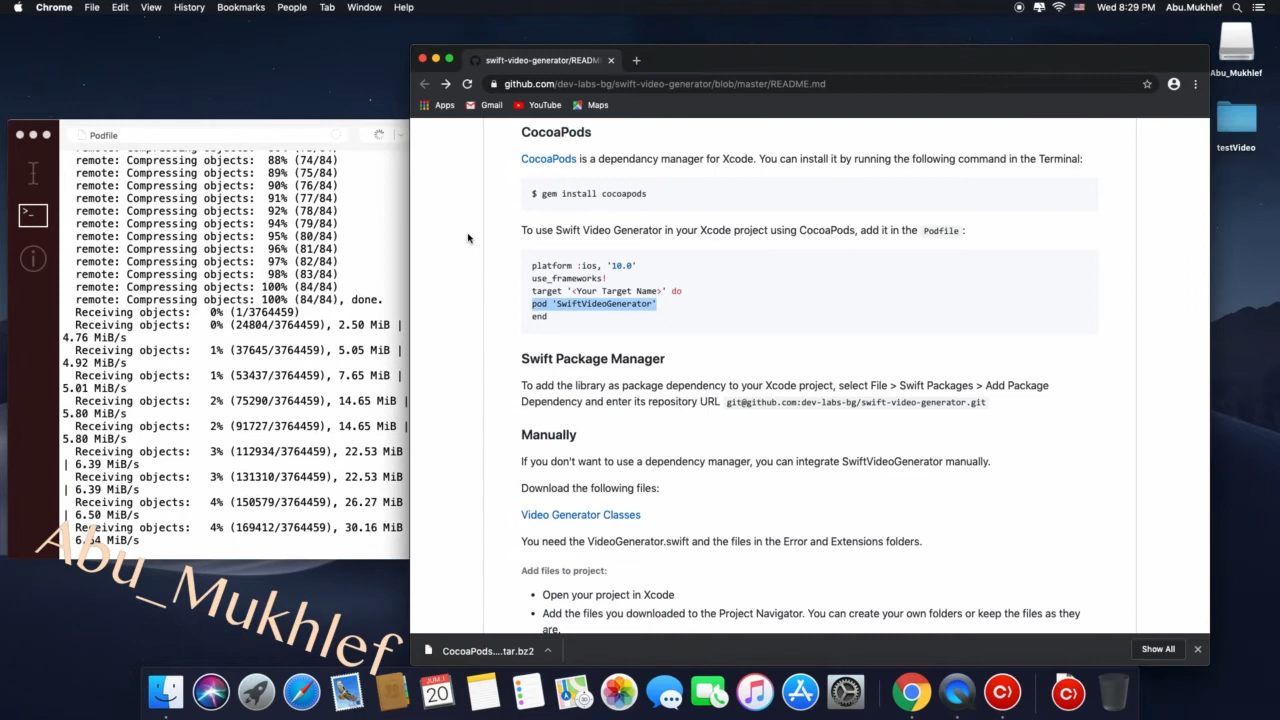 Chrome File Edit View History Bookmarks People Tab Window Help Wed 8:29 PM Abu.Mukhlef
swift-video-generator/READM
github.com/dev-labs-bg/swift-video-generator/blob/master/README.md
Apps Gmail YouTube Maps
Abu_Mukhlef
testVideo
Podfile
remote: Compressing objects: 88% (74/84)
remote: Compressing objects: 89% (75/84)
remote: Compressing objects: 90% (76/84)
remote: Compressing objects: 91% (77/84)
remote: Compressing objects: 92% (78/84)
remote: Compressing objects: 94% (79/84)
remote: Compressing objects: 95% (80/84)
remote: Compressing objects: 96% (81/84)
remote: Compressing objects: 97% (82/84)
remote: Compressing objects: 98% (83/84)
remote: Compressing objects: 100% (84/84)
remote: Compressing objects: 100% (84/84), done.
Receiving objects: 0% (1/3764459)
Receiving objects: 0% (24804/3764459), 2.50 MiB |
4.76 MiB/s
Receiving objects: 1% (37645/3764459), 5.05 MiB |
4.92 MiB/s
Receiving objects: 1% (53437/3764459), 7.65 MiB |
5.01 MiB/s
Receiving objects: 2% (75290/3764459), 14.65 MiB |
5.80 MiB/s
Receiving objects: 2% (91727/3764459), 14.65 MiB |
5.80 MiB/s
Receiving objects: 3% (112934/3764459), 22.53 MiB
| 6.39 MiB/s
Receiving objects: 3% (131310/3764459), 22.53 MiB
| 6.39 MiB/s
Receiving objects: 4% (150579/3764459), 26.27 MiB
| 6.50 MiB/s
Receiving objects: 4% (169412/3764459), 30.16 MiB
MiB/s
Abu_Mukhlef
CocoaPods
CocoaPods is a dependancy manager for Xcode. You can install it by running the following command in the Terminal:
$ gem install cocoapods
To use Swift Video Generator in your Xcode project using CocoaPods, add it in the Podfile :
platform :ios, '10.0'
use_frameworks!
target '<Your Target Name>' do
pod 'SwiftVideoGenerator'
end
Swift Package Manager
To add the library as package dependency to your Xcode project, select File > Swift Packages > Add Package
Dependency and enter its repository URL git@github.com:dev-labs-bg/swift-video-generator.git
Manually
If you don't want to use a dependency manager, you can integrate SwiftVideoGenerator manually.
Download the following files:
Video Generator Classes
You need the VideoGenerator.swift and the files in the Error and Extensions folders.
Add files to project:
• Open your project in Xcode
• Add the files you downloaded to the Project Navigator. You can create your own folders or keep the files as they
are.
CocoaPods....tar.bz2
Show All
20